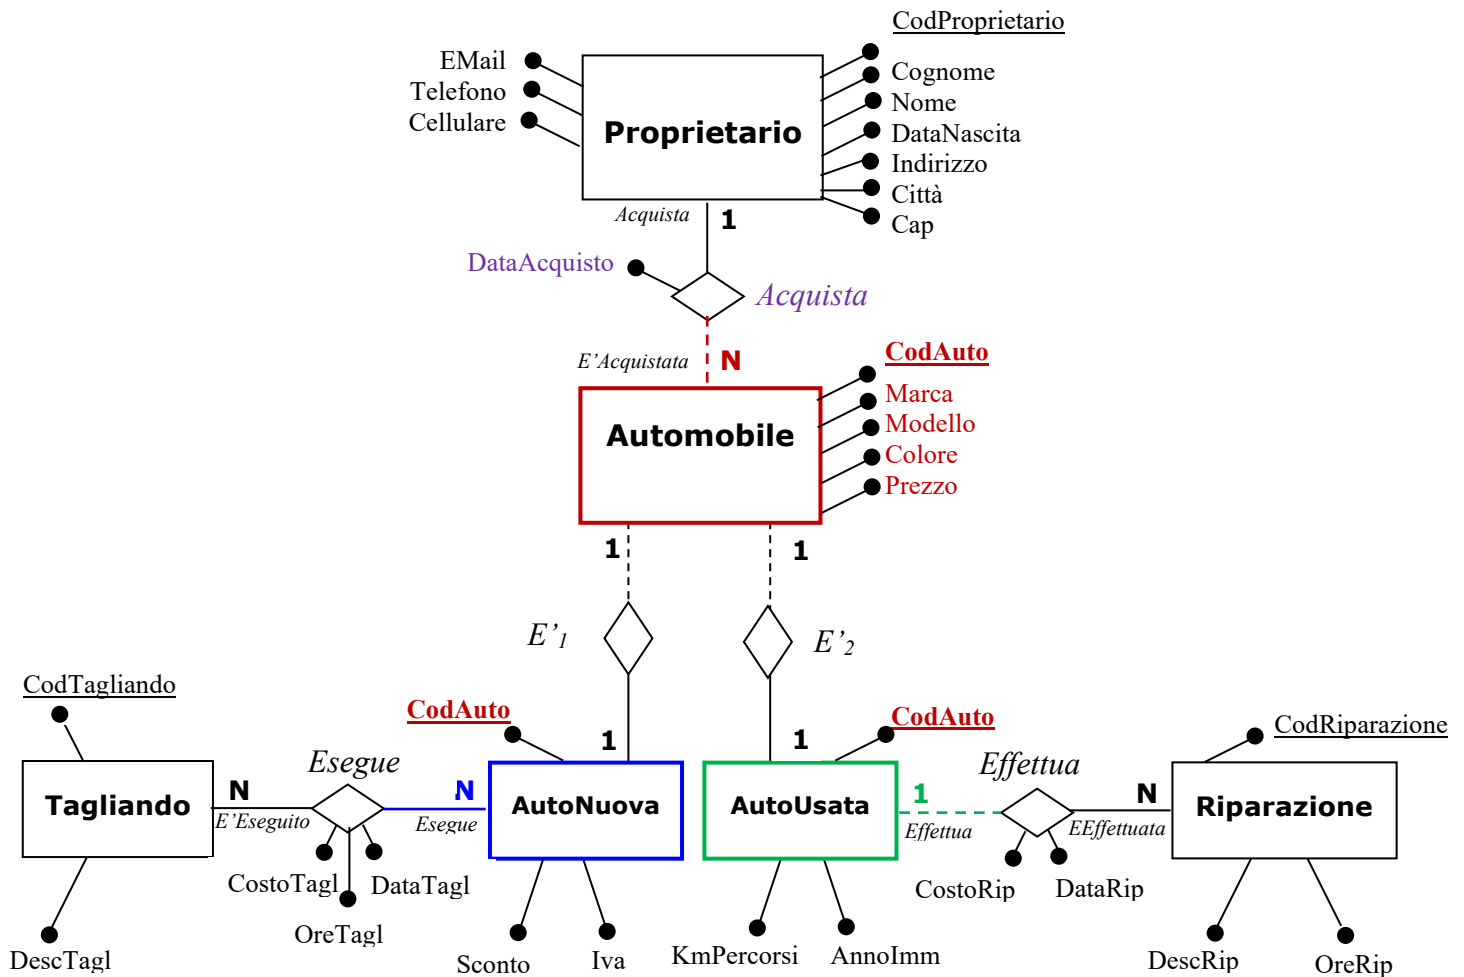 CodProprietario
EMail
Telefono
Cellulare
Proprietario
Cognome
Nome
DataNascita
Indirizzo
Città
Cap
Acquista
1
DataAcquisto
Acquista
E'Acquistata
N
CodAuto
Marca
Modello
Colore
Prezzo
Automobile
1
1
E'1
E'2
CodTagliando
CodAuto
1
1
CodAuto
CodRiparazione
Tagliando
N
E'Eseguito
Esegue
N
Esegue
AutoNuova
AutoUsata
1
Effettua
Effettua
N
EEffettuata
Riparazione
CostoTagl
DataTagl
OreTagl
CostoRip
DataRip
DescTagl
Sconto
Iva
KmPercorsi
AnnoImm
DescRip
OreRip